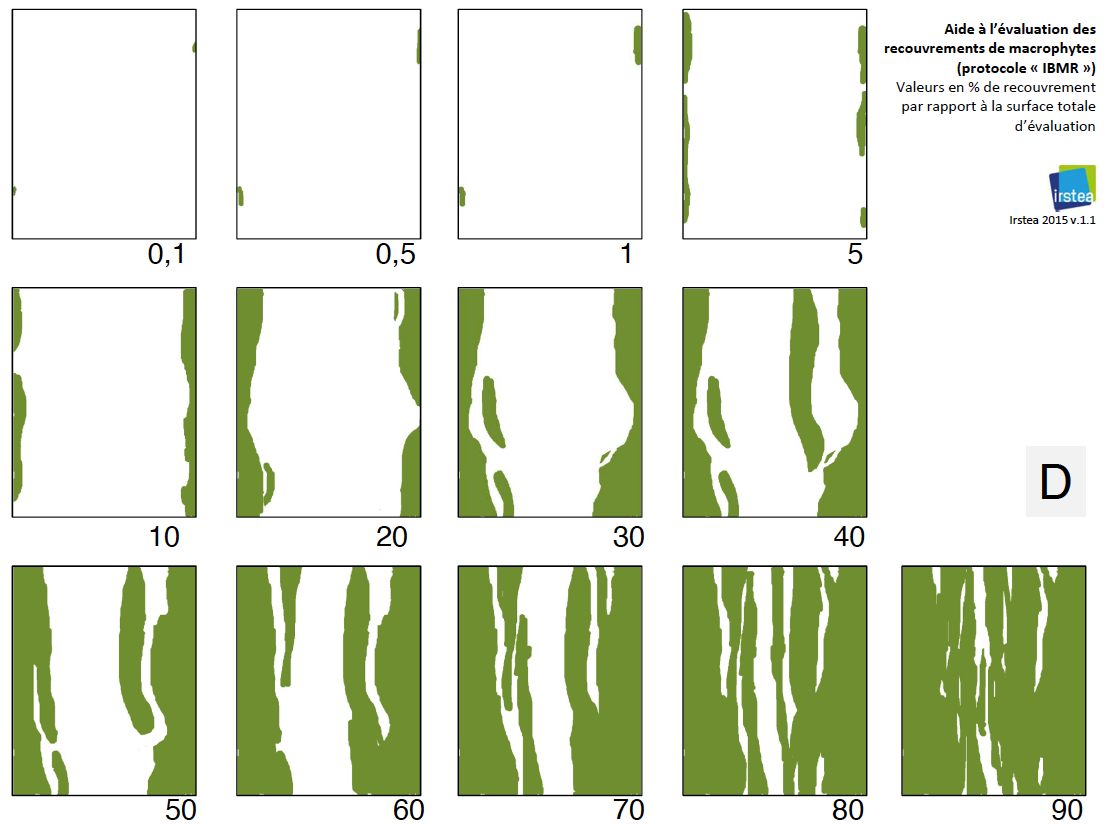 Aide à l'évaluation des
recouvrements de macrophytes
(protocole « IBMR »)
Valeurs en % de recouvrement
par rapport à la surface totale
d'évaluation
irstea
Irstea 2015 v.1.1
0,1
0,5
1
5
10
20
30
40
D
50
60
70
80
90